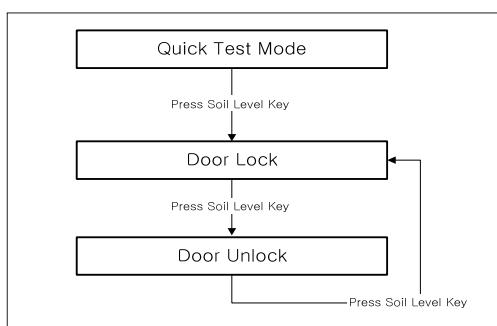 Quick Test Mode
Press Soil Level Key
Door Lock
Press Soil Level Key
Door Unlock
Press Soil Level Key